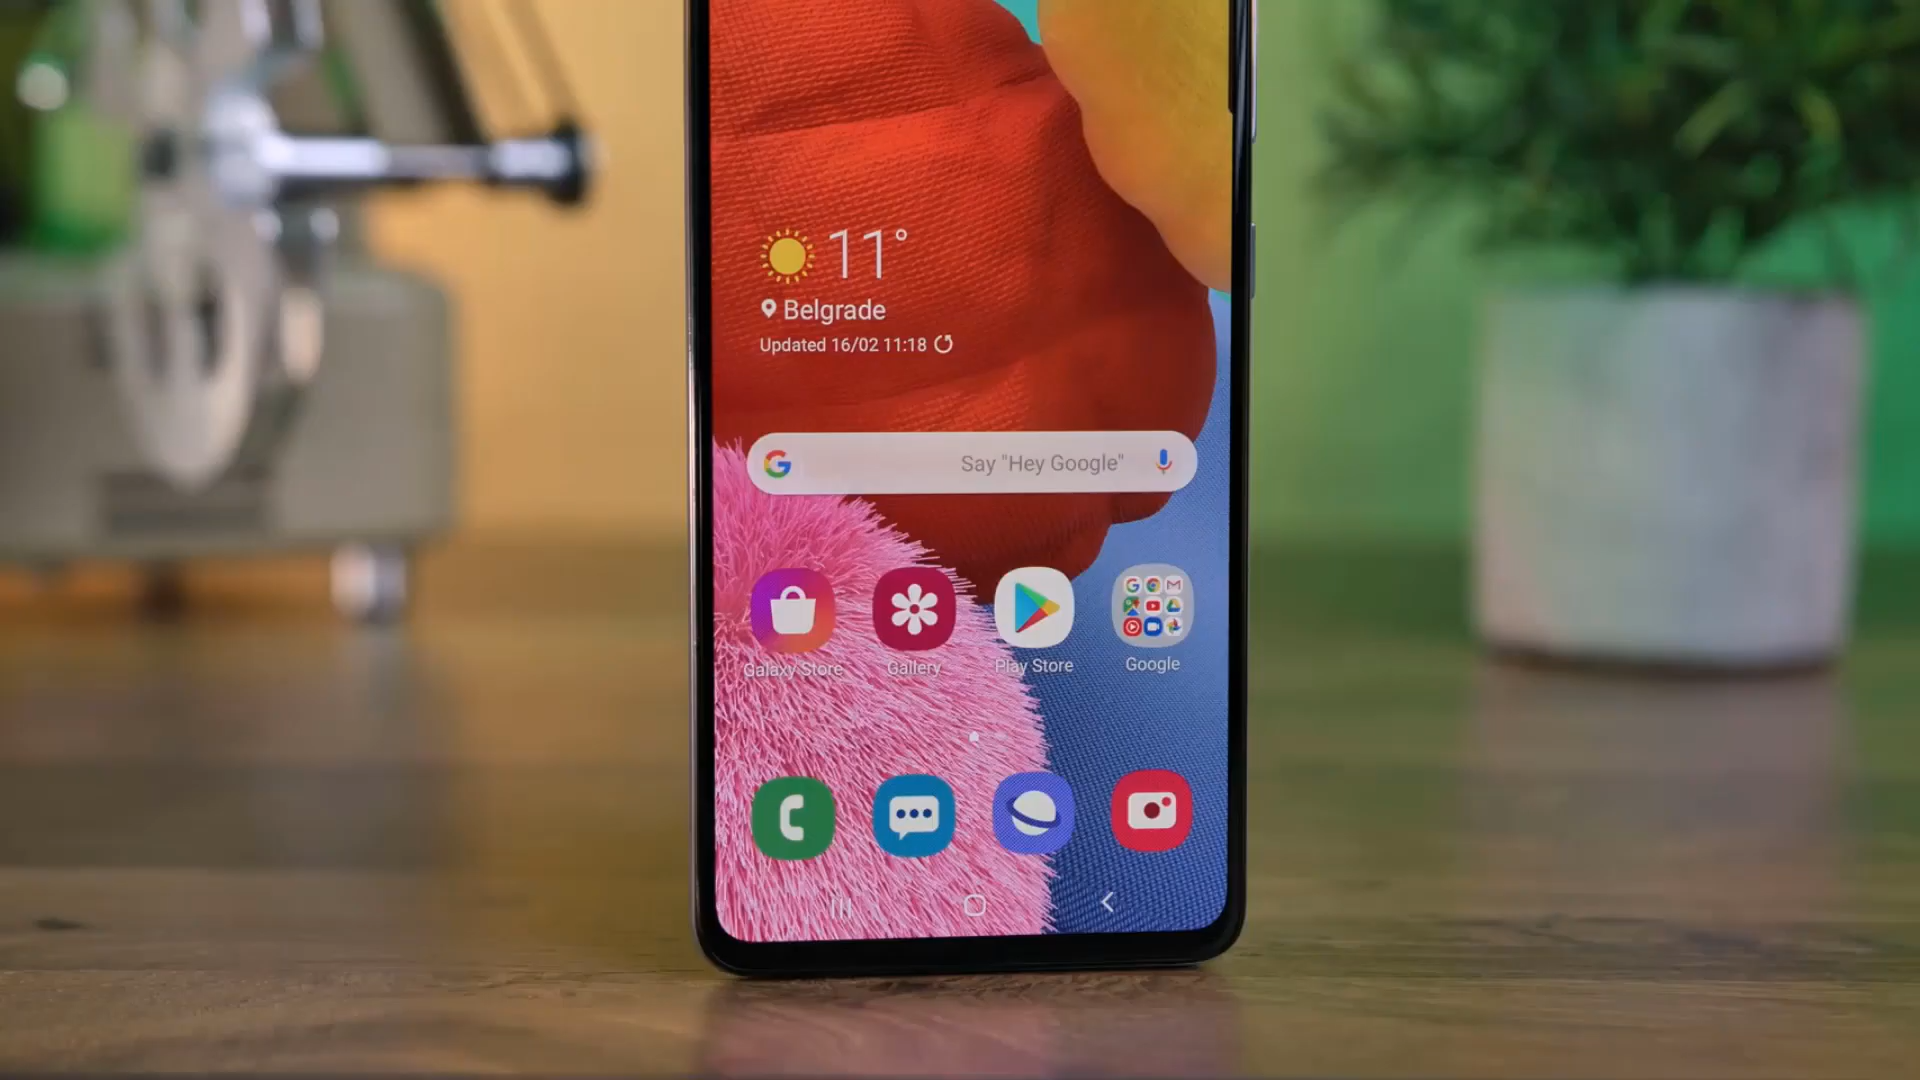 11°
Belgrade
Updated 16/02 11:18
G Say "Hey Google"
Galaxy Store Gallery Play Store Google